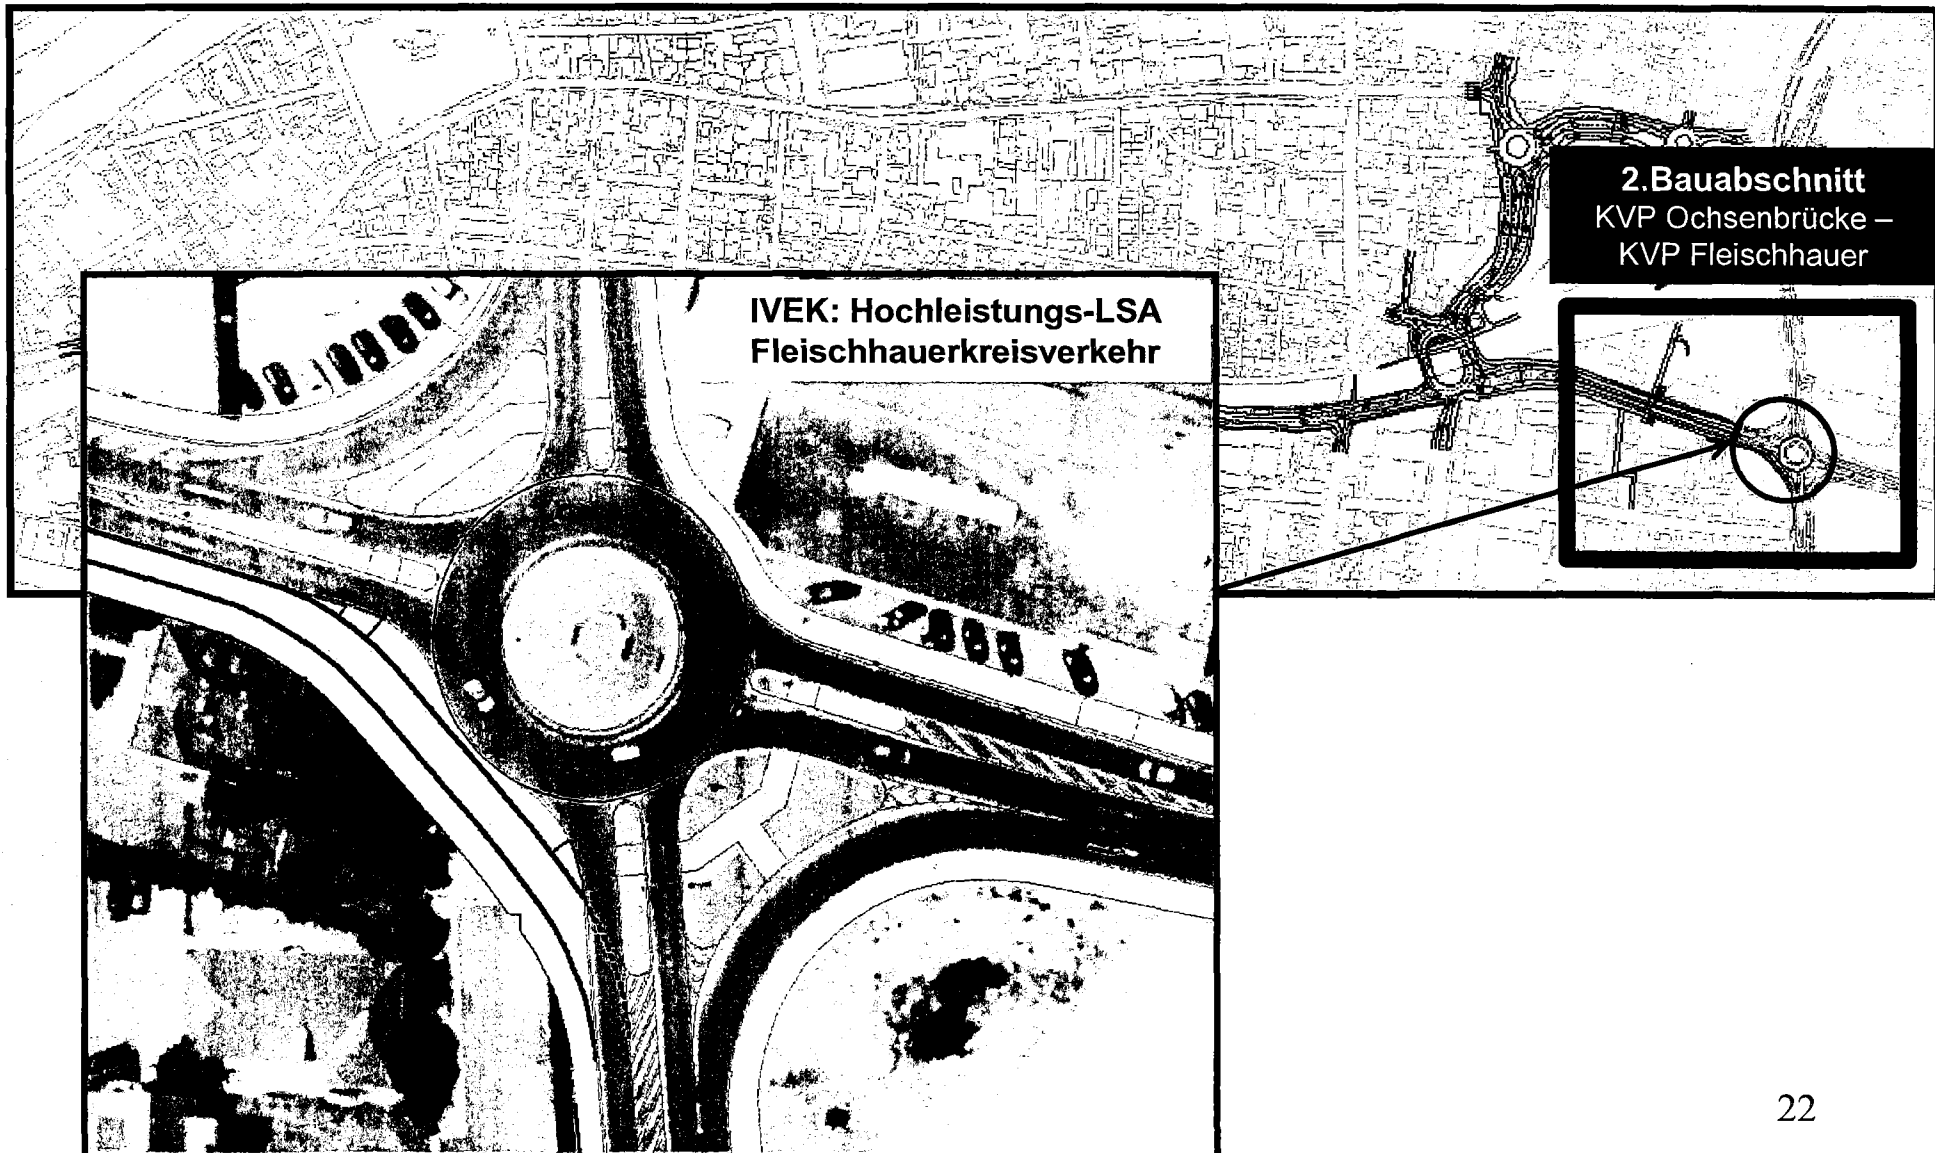 2.Bauabschnitt
KVP Ochsenbrücke –
KVP Fleischhauer
IVEK: Hochleistungs-LSA
Fleischhauerkreisverkehr
22